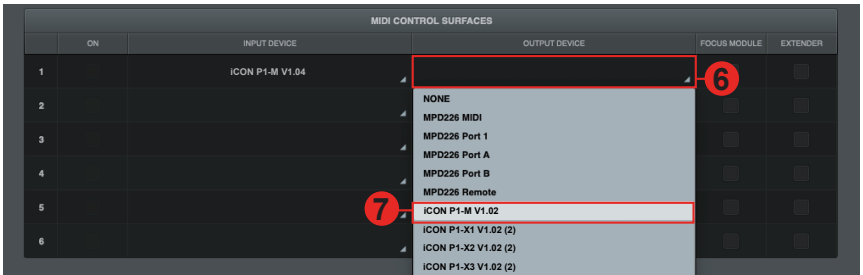 MIDI CONTROL SURFACES
ON INPUT DEVICE OUTPUT DEVICE FOCUS MODULE EXTENDER
1 iCON P1-M V1.04 6
2
3
4
5
6
NONE
MPD226 MIDI
MPD226 Port 1
MPD226 Port A
MPD226 Port B
MPD226 Remote
7 iCON P1-M V1.02
iCON P1-X1 V1.02 (2)
iCON P1-X2 V1.02 (2)
iCON P1-X3 V1.02 (2)